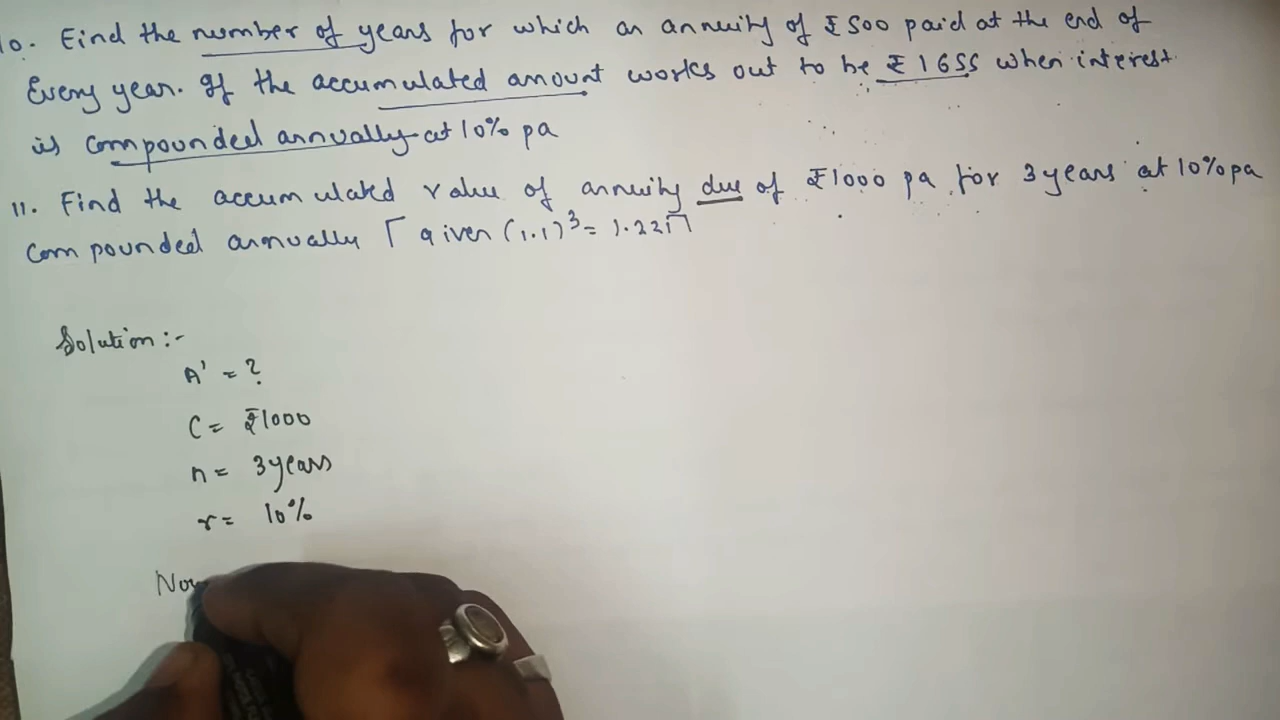 10. Find the number of years for which an annuity of ₹500 paid at the end of
Every year. If the accumulated amount works out to be ₹1655 when interest
is compounded annually at 10% pa
11. Find the accumulated value of annuity due of ₹1000 pa for 3 years at 10% pa
Compounded annually [ given (1.1)³ = 1.331]
Solution :-
A' = ?
C = ₹1000
n = 3 years
r = 10%
Now